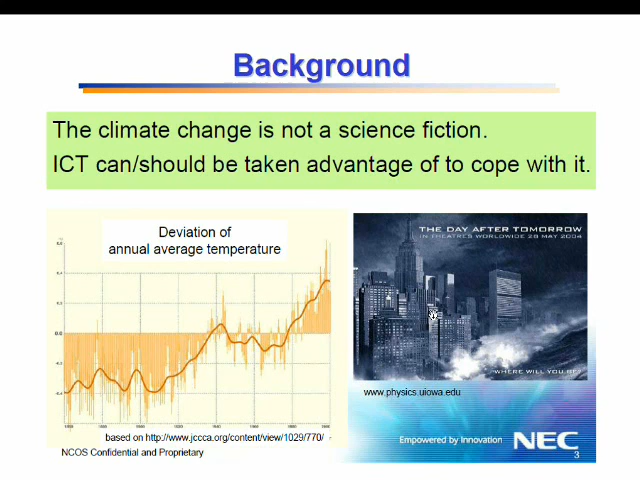 Background
The climate change is not a science fiction.
ICT can/should be taken advantage of to cope with it.
Deviation of
annual average temperature
0.0
based on http://www.jccca.org/content/view/1029/770/
NCOS Confidential and Proprietary
THE DAY AFTER TOMORROW
IN THEATRES WORLDWIDE 28 MAY 2004
WHERE WILL YOU BE?
www.physics.uiowa.edu
Empowered by Innovation
NEC
3